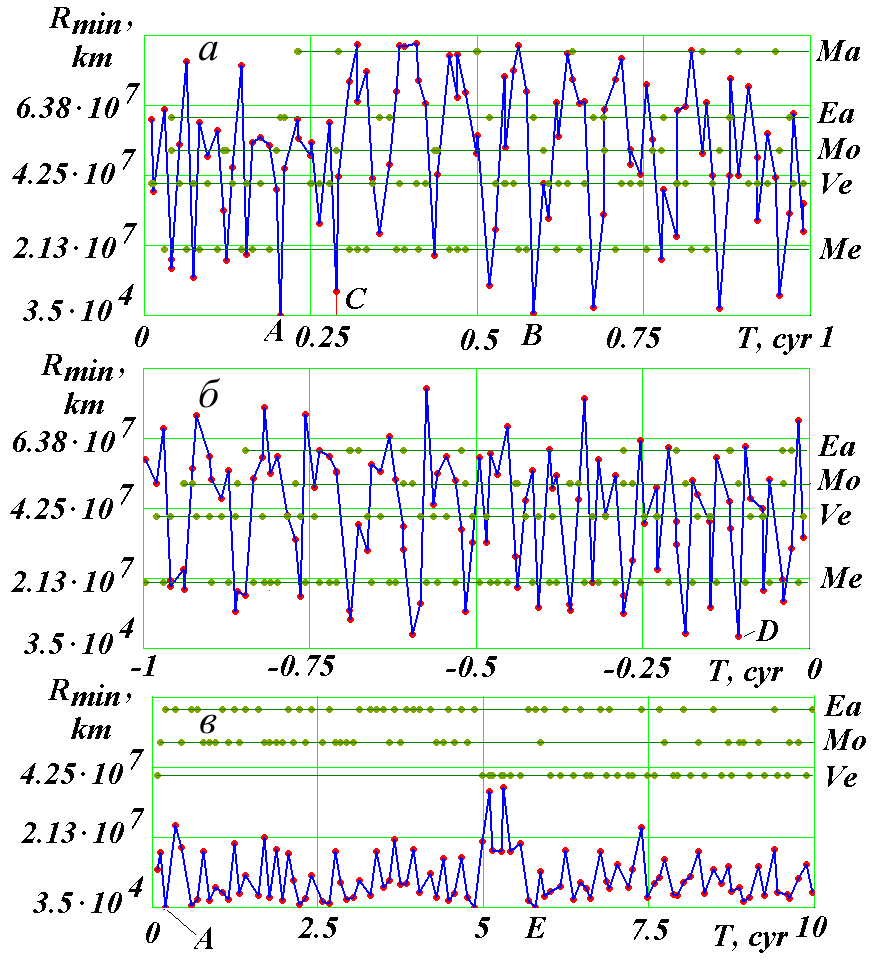 R_min,
km
а
6.38·10^7
4.25·10^7
2.13·10^7
3.5·10^4
Ma
Ea
Mo
Ve
Me
C
0 A 0.25 0.5 B 0.75 T, cyr 1
R_min,
km
б
6.38·10^7
4.25·10^7
2.13·10^7
3.5·10^4
Ea
Mo
Ve
Me
D
-1 -0.75 -0.5 -0.25 T, cyr 0
R_min,
km
в
4.25·10^7
2.13·10^7
3.5·10^4
Ea
Mo
Ve
0 A 2.5 5 E 7.5 T, cyr 10